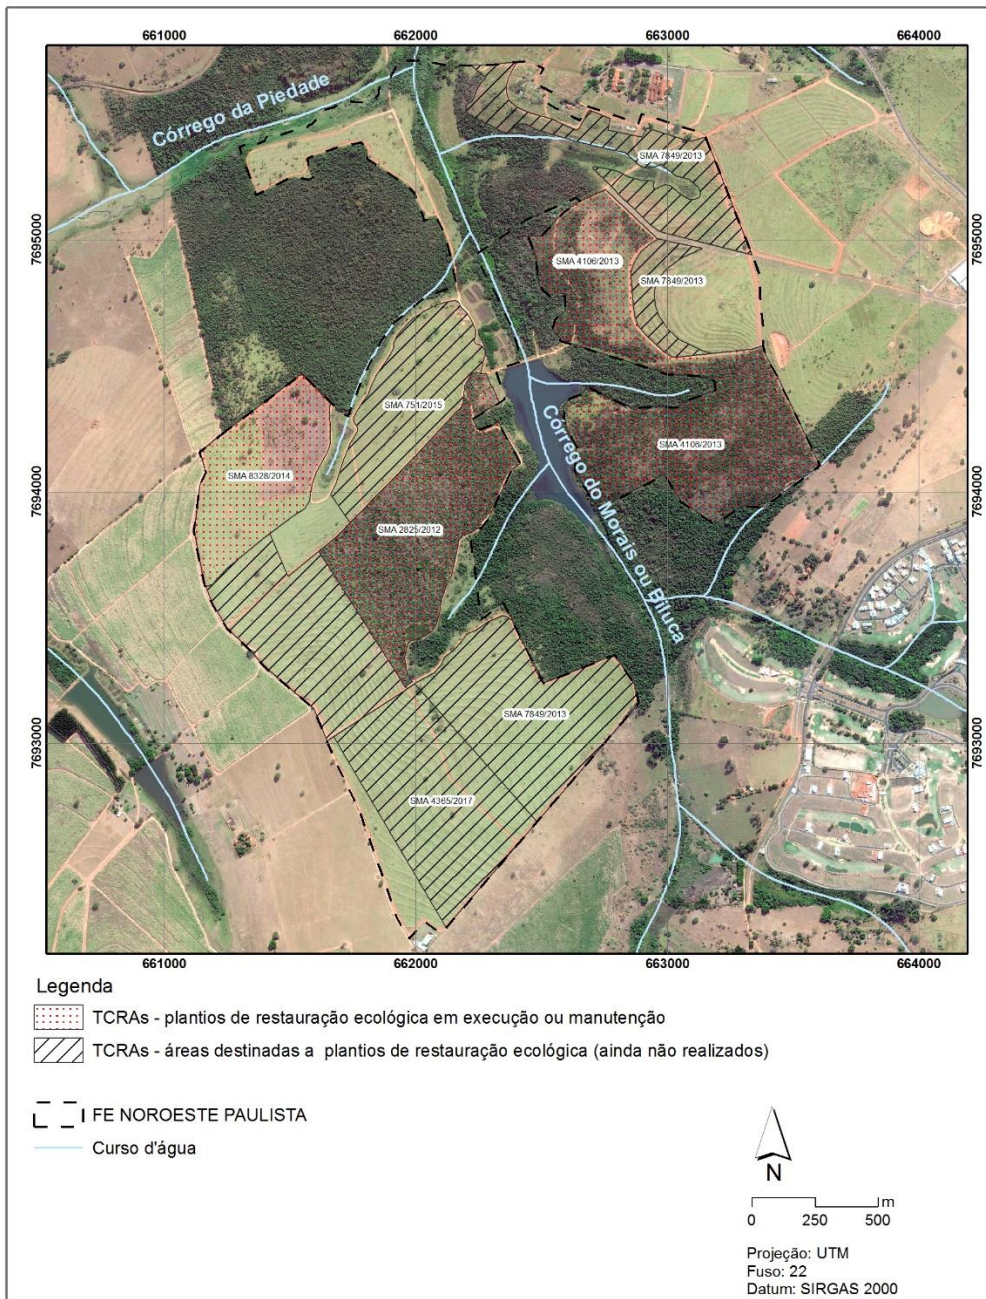 661000 662000 663000 664000
Córrego da Piedade
SMA 7849/2013
7695000 7695000
SMA 4106/2013
SMA 7849/2013
SMA 751/2015
Córrego do Morais ou Biluca
SMA 4106/2013
SMA 8328/2014
7694000 7694000
SMA 2825/2012
SMA 7849/2013
7693000 7693000
SMA 4365/2017
661000 662000 663000 664000
Legenda
TCRAs - plantios de restauração ecológica em execução ou manutenção
TCRAs - áreas destinadas a plantios de restauração ecológica (ainda não realizados)
FE NOROESTE PAULISTA
Curso d'água
N
m
0 250 500
Projeção: UTM
Fuso: 22
Datum: SIRGAS 2000